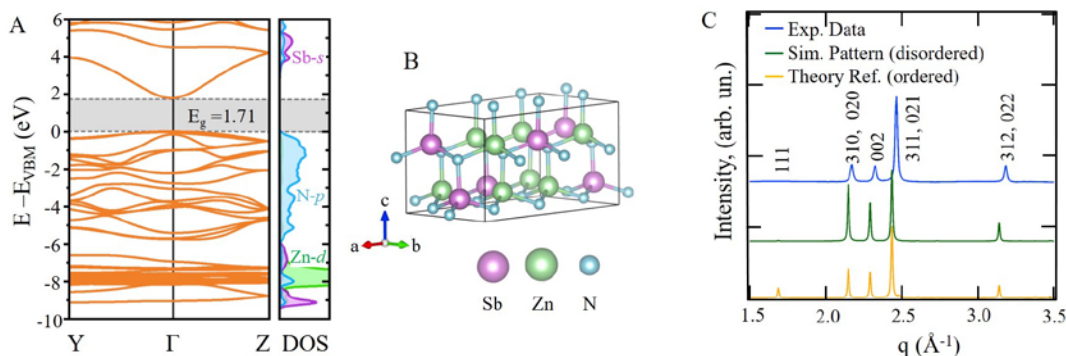 A
E –E_VBM (eV)
6
4
2
0
-2
-4
-6
-8
-10
E_g =1.71
Y
Γ
Z
Sb-s
N-p
Zn-d
DOS
B
c
a
b
Sb
Zn
N
C
Intensity, (arb. un.)
Exp. Data
Sim. Pattern (disordered)
Theory Ref. (ordered)
111
310, 020
002
311, 021
312, 022
1.5
2.0
2.5
3.0
3.5
q (Å⁻¹)